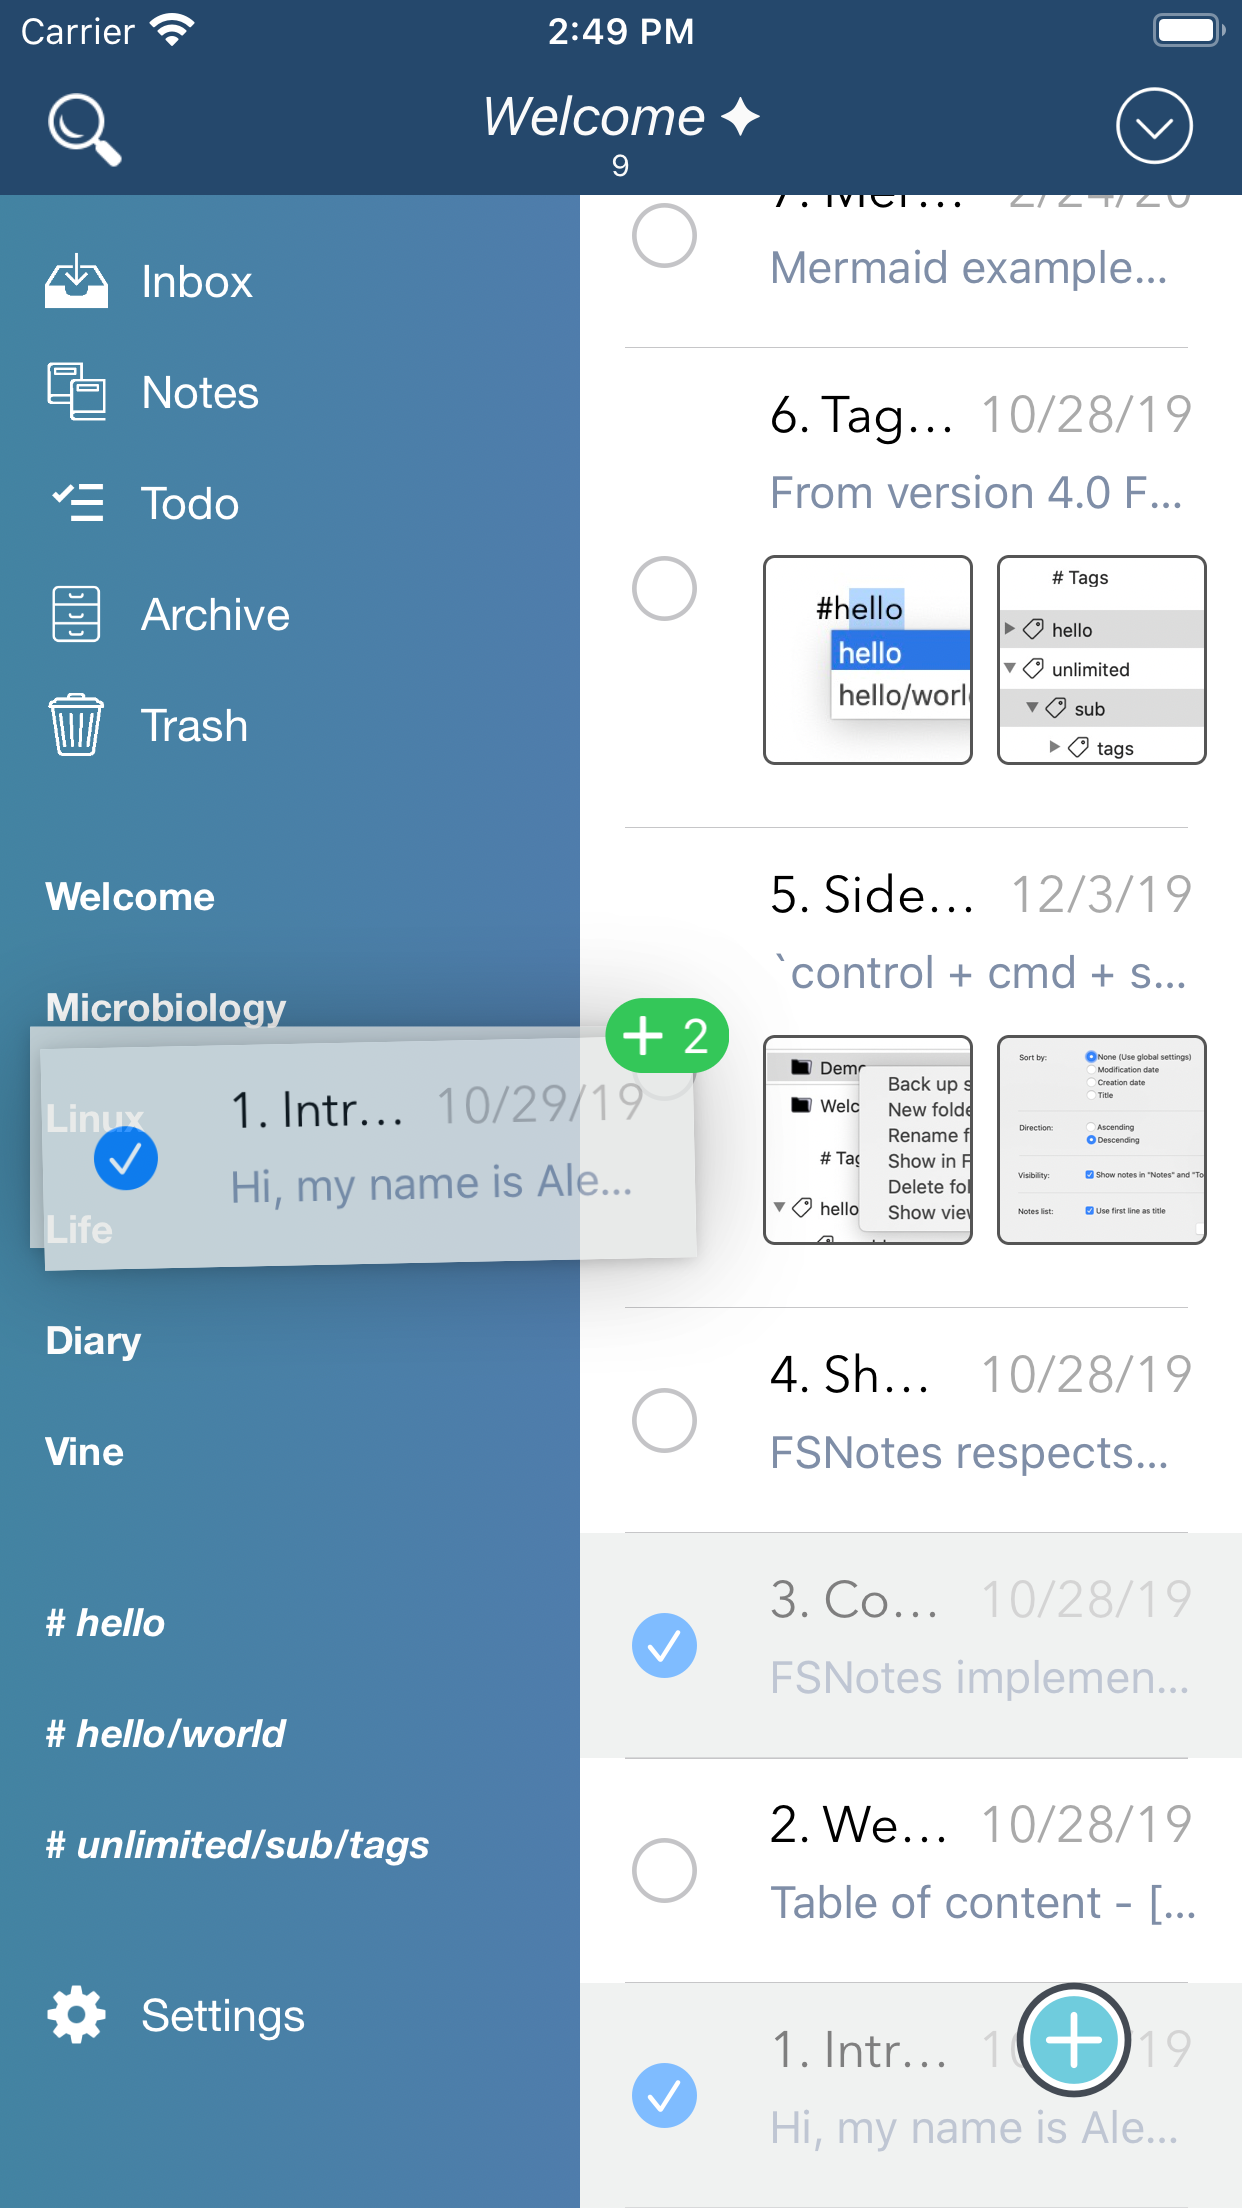 Carrier
2:49 PM
Welcome
9
Inbox
Notes
Todo
Archive
Trash
Welcome
Microbiology
Linux
Life
Diary
Vine
# hello
# hello/world
# unlimited/sub/tags
Settings
1. Intr... 10/29/19
Hi, my name is Ale...
+ 2
7. Mer... 2/24/20
Mermaid example...
6. Tag... 10/28/19
From version 4.0 F...
#hello
hello
hello/worl
# Tags
hello
unlimited
sub
tags
5. Side... 12/3/19
`control + cmd + s...
Demo
Welc
# Tag
hello
Back up s
New folde
Rename f
Show in F
Delete fol
Show view
Sort by:
None (Use global settings)
Modification date
Creation date
Title
Direction:
Ascending
Descending
Visibility:
Show notes in "Notes" and "To
Notes list:
Use first line as title
4. Sh... 10/28/19
FSNotes respects...
3. Co... 10/28/19
FSNotes implemen...
2. We... 10/28/19
Table of content - [...
1. Intr... 19
Hi, my name is Ale...